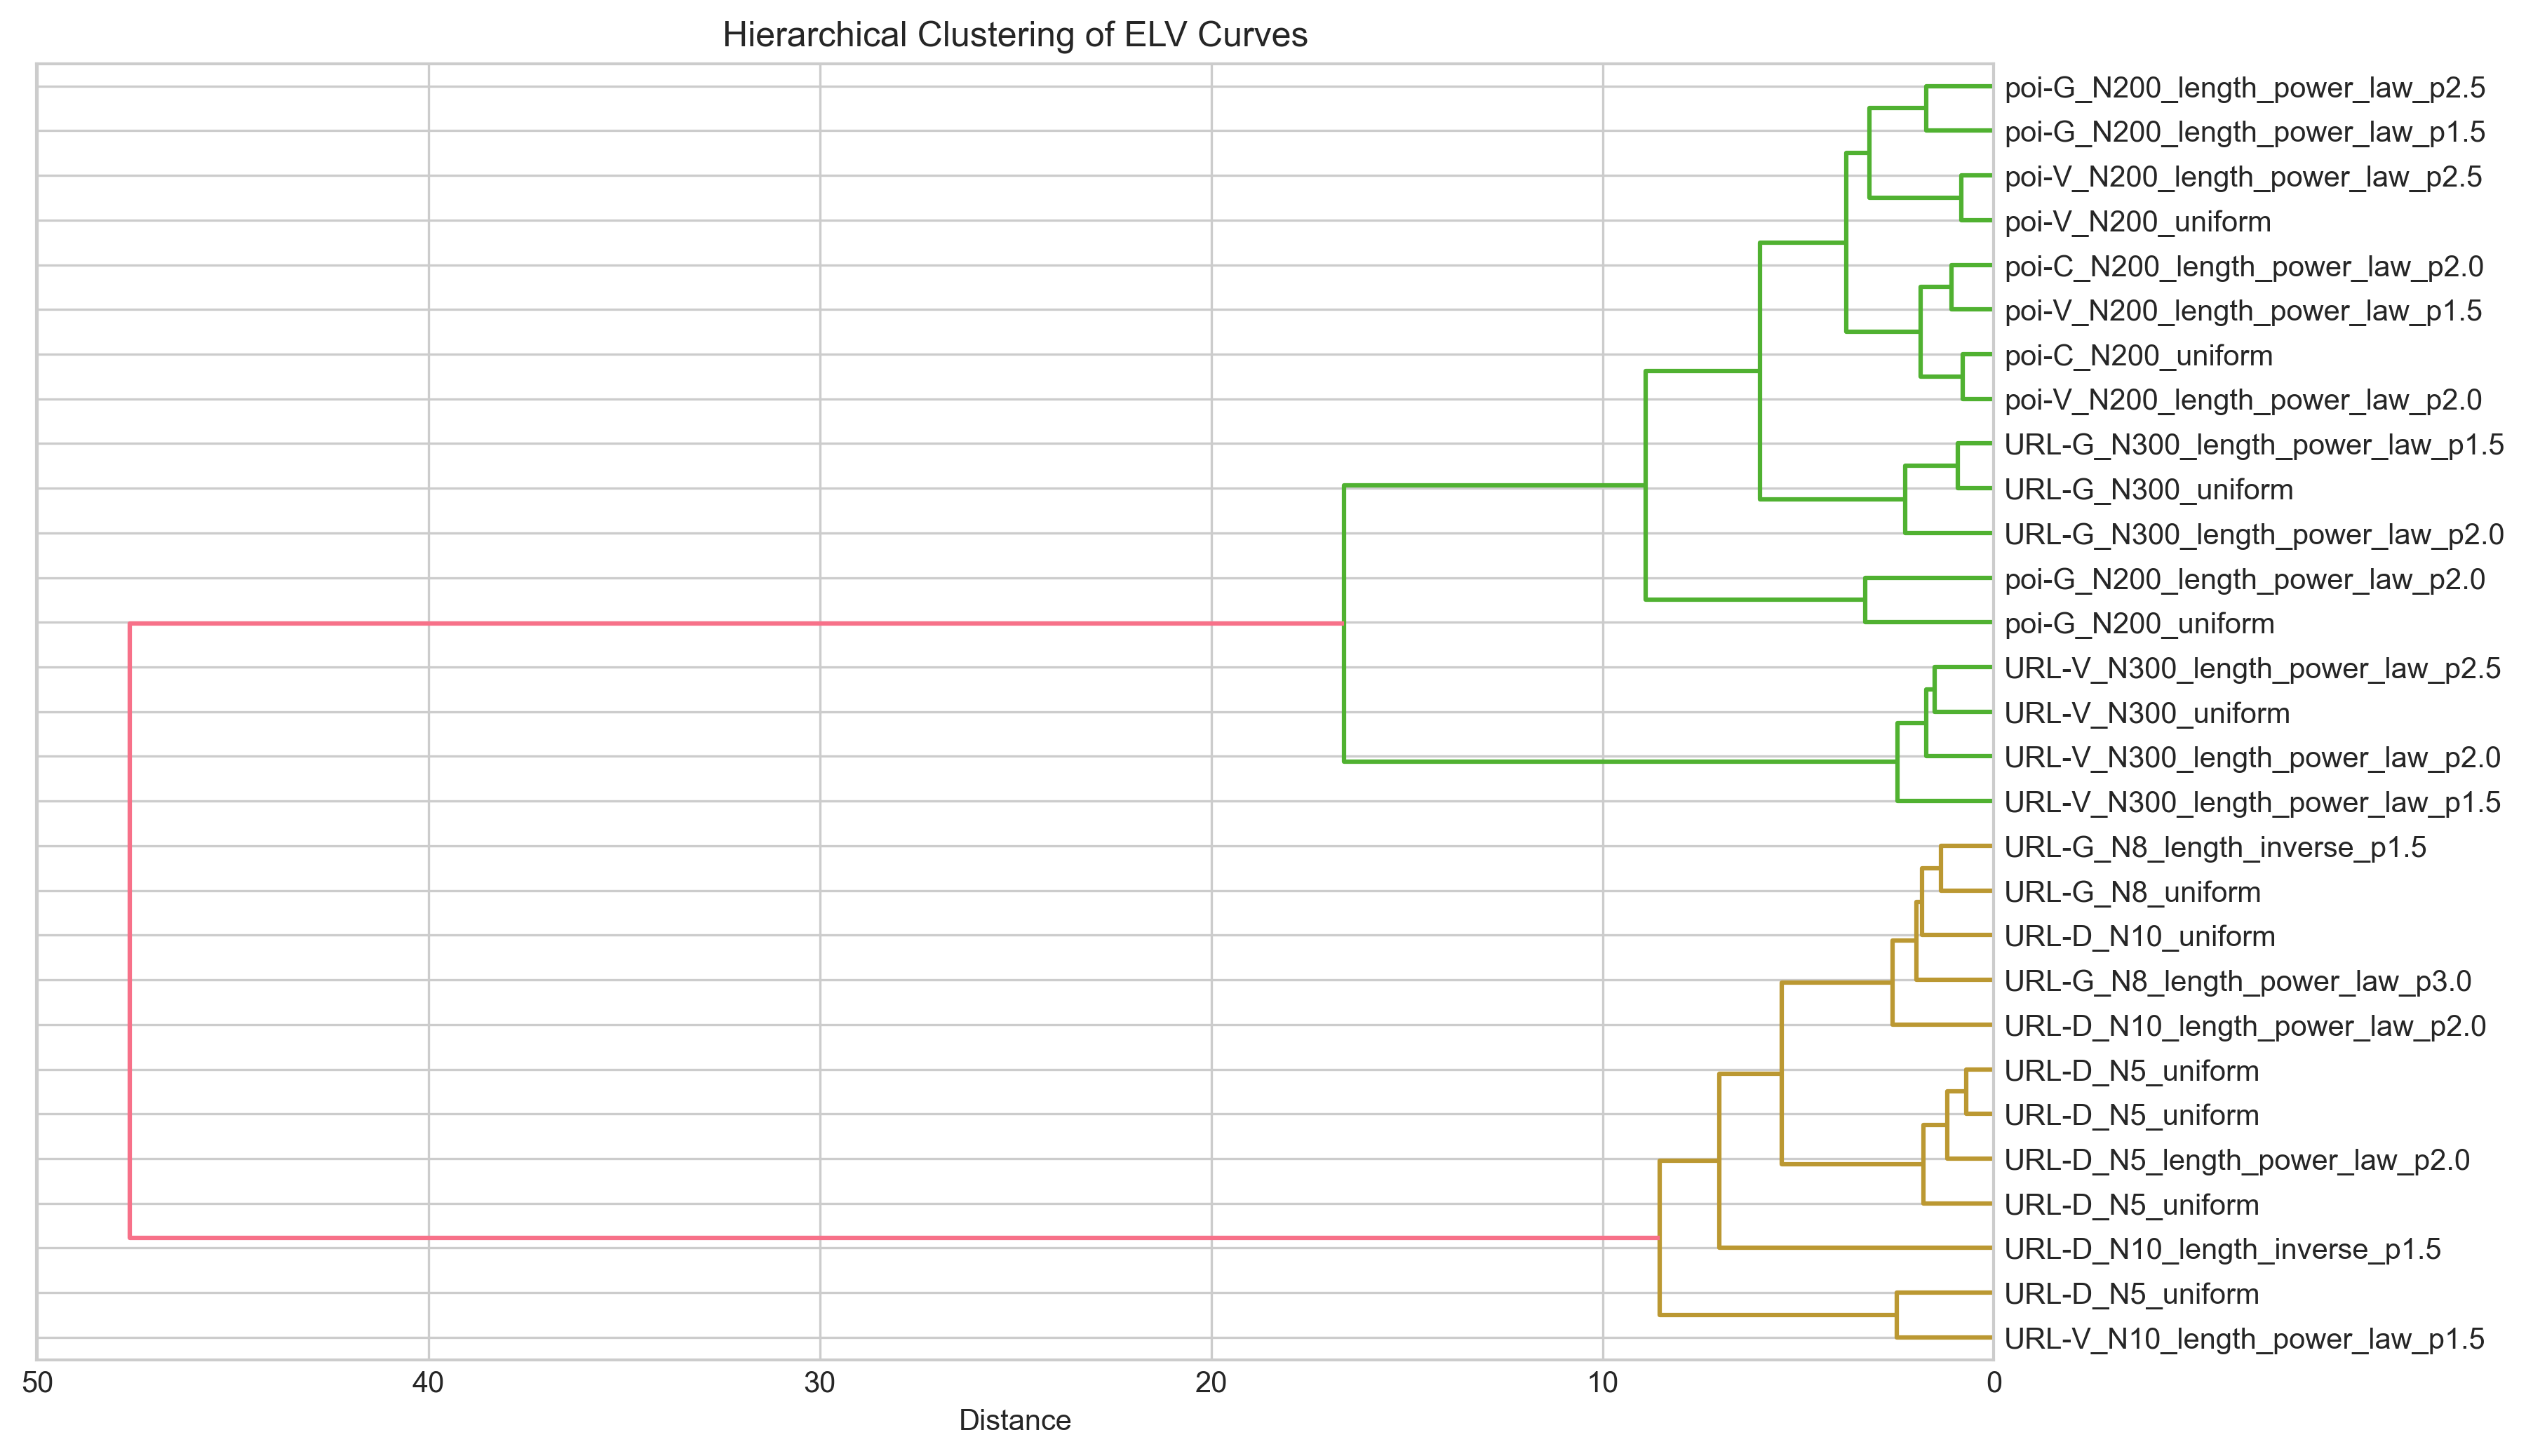 Hierarchical Clustering of ELV Curves
poi-G_N200_length_power_law_p2.5
poi-G_N200_length_power_law_p1.5
poi-V_N200_length_power_law_p2.5
poi-V_N200_uniform
poi-C_N200_length_power_law_p2.0
poi-V_N200_length_power_law_p1.5
poi-C_N200_uniform
poi-V_N200_length_power_law_p2.0
URL-G_N300_length_power_law_p1.5
URL-G_N300_uniform
URL-G_N300_length_power_law_p2.0
poi-G_N200_length_power_law_p2.0
poi-G_N200_uniform
URL-V_N300_length_power_law_p2.5
URL-V_N300_uniform
URL-V_N300_length_power_law_p2.0
URL-V_N300_length_power_law_p1.5
URL-G_N8_length_inverse_p1.5
URL-G_N8_uniform
URL-D_N10_uniform
URL-G_N8_length_power_law_p3.0
URL-D_N10_length_power_law_p2.0
URL-D_N5_uniform
URL-D_N5_uniform
URL-D_N5_length_power_law_p2.0
URL-D_N5_uniform
URL-D_N10_length_inverse_p1.5
URL-D_N5_uniform
URL-V_N10_length_power_law_p1.5
50 40 30 20 10 0
Distance